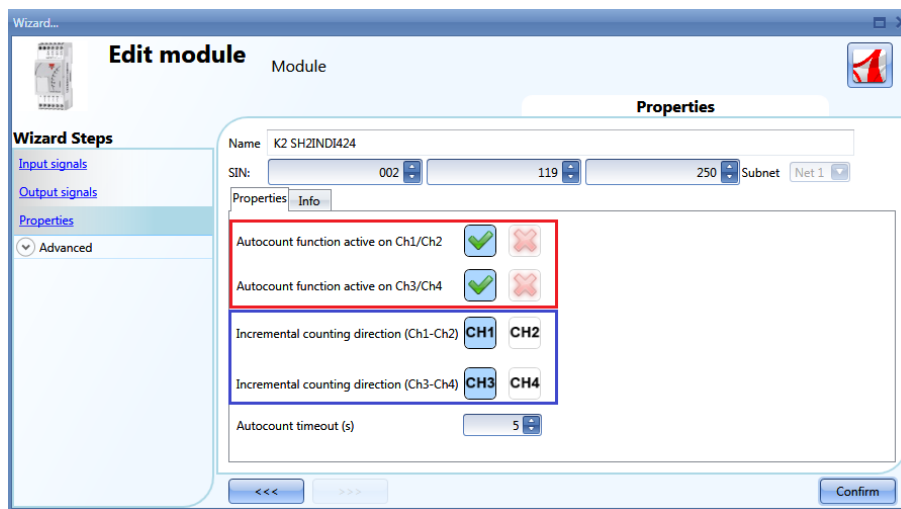 Wizard...
Edit module
Module
Properties
Wizard Steps
Input signals
Output signals
Properties
Advanced
Name K2 SH2INDI424
SIN: 002 119 250 Subnet Net 1
Properties Info
Autocount function active on Ch1/Ch2
Autocount function active on Ch3/Ch4
Incremental counting direction (Ch1-Ch2) CH1 CH2
Incremental counting direction (Ch3-Ch4) CH3 CH4
Autocount timeout (s) 5
<<< >>> Confirm